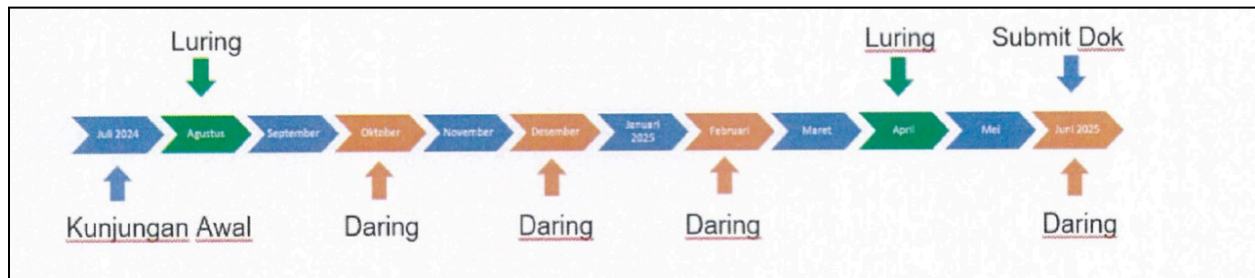 Luring
Luring
Submit Dok
Juli 2024
Agustus
September
Oktober
November
Desember
Januari
2025
Februari
Maret
April
Mei
Juni 2025
Kunjungan Awal
Daring
Daring
Daring
Daring